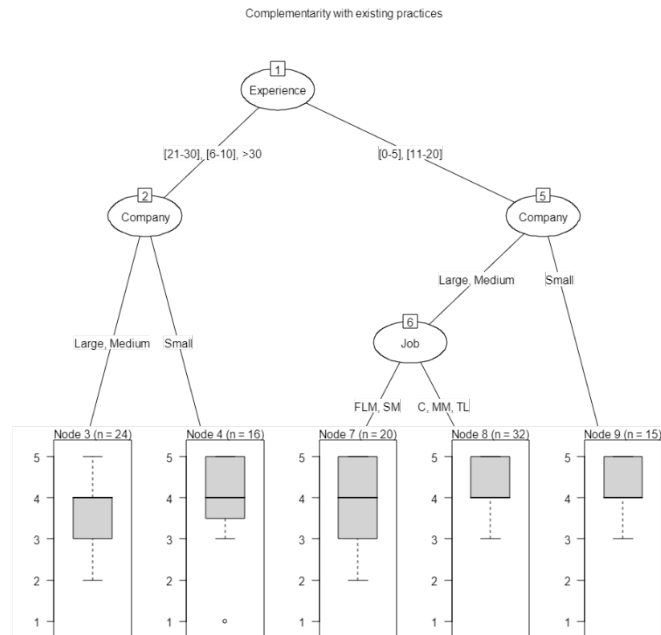 Complementarity with existing practices
1
Experience
[21-30], [6-10], >30
[0-5], [11-20]
2
Company
5
Company
Large, Medium
Small
6
Job
Large, Medium
Small
FLM, SM
C, MM, TL
Node 3 (n = 24)
Node 4 (n = 16)
Node 7 (n = 20)
Node 8 (n = 32)
Node 9 (n = 15)
5
4
3
2
1
5
4
3
2
1
5
4
3
2
1
5
4
3
2
1
5
4
3
2
1